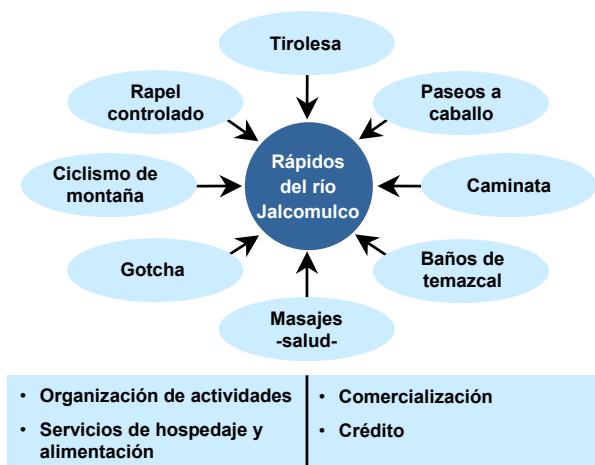 Tirolesa
Rapel
controlado
Paseos a
caballo
Rápidos
del río
Jalcomulco
Ciclismo de
montaña
Caminata
Gotcha
Baños de
temazcal
Masajes
-salud-
• Organización de actividades
• Servicios de hospedaje y
alimentación
• Comercialización
• Crédito